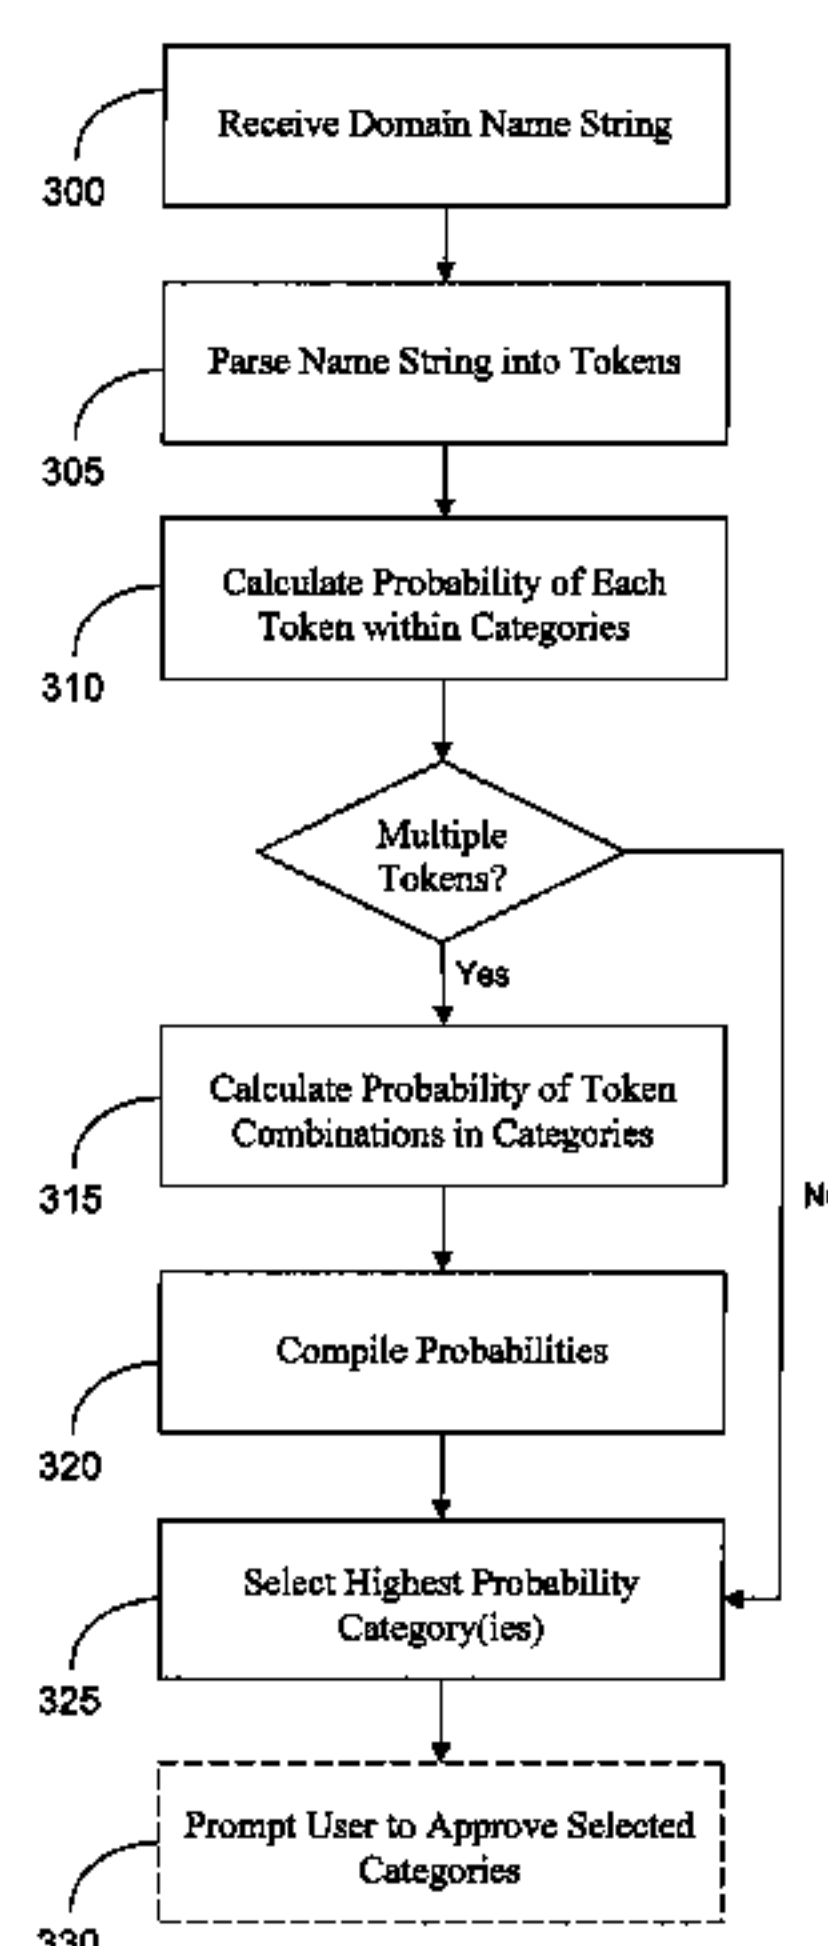 Receive Domain Name String
300
Parse Name String into Tokens
305
Calculate Probability of Each
Token within Categories
310
Multiple
Tokens?
Yes
Calculate Probability of Token
Combinations in Categories
315
No
Compile Probabilities
320
Select Highest Probability
Category(ies)
325
Prompt User to Approve Selected
Categories
330